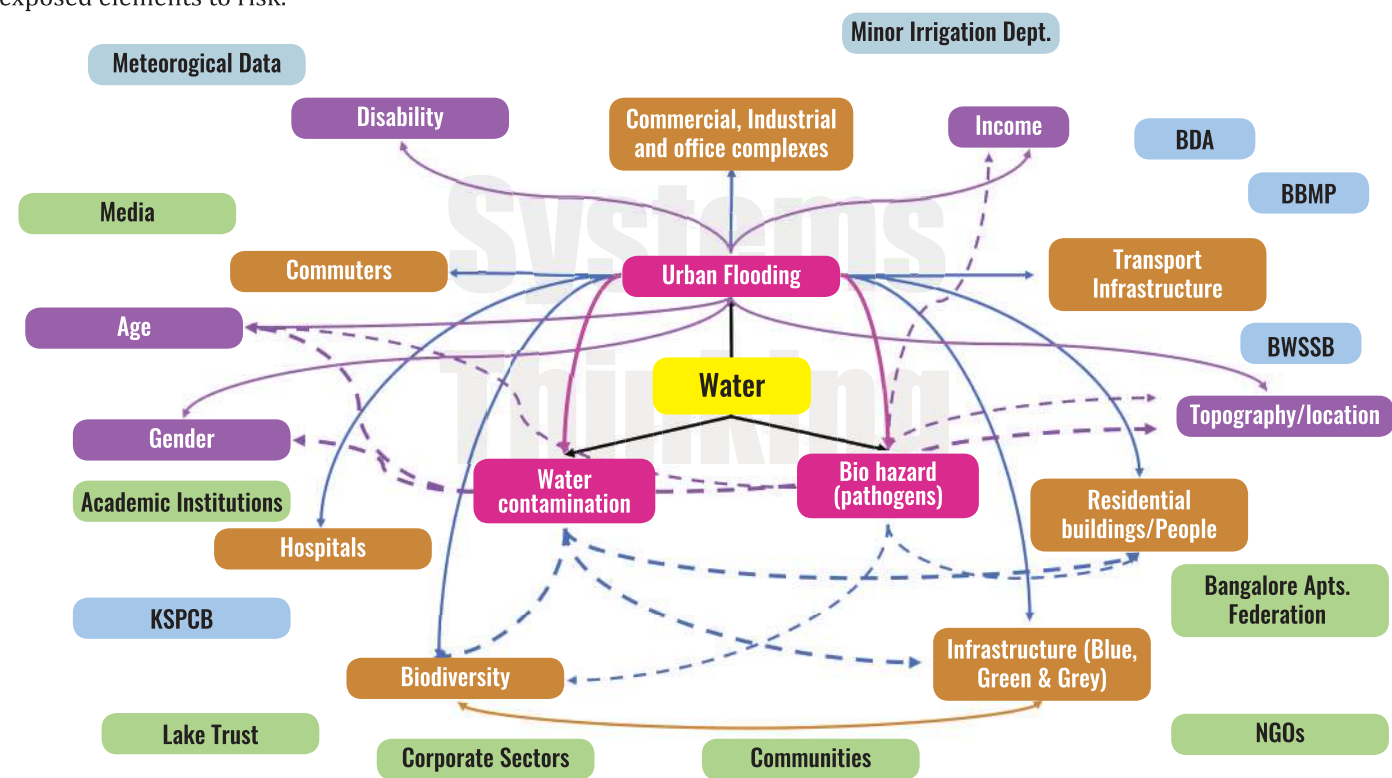 exposed elements to risk.
Minor Irrigation Dept.
Meteorogical Data
Disability
Commercial, Industrial
and office complexes
Income
BDA
BBMP
Media
Systems
Thinking
Commuters
Urban Flooding
Transport
Infrastructure
Age
BWSSB
Water
Topography/location
Gender
Water
contamination
Bio hazard
(pathogens)
Academic Institutions
Residential
buildings/People
Hospitals
Bangalore Apts.
Federation
KSPCB
Biodiversity
Infrastructure (Blue,
Green & Grey)
Lake Trust
NGOs
Corporate Sectors
Communities